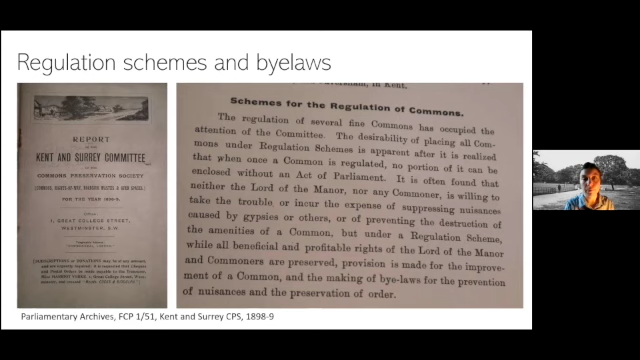 Regulation schemes and byelaws
REPORT
OF THE
KENT AND SURREY COMMITTEE
OF THE
COMMONS PRESERVATION SOCIETY
FOR THE YEAR 1898-9
1, GREAT COLLEGE STREET,
WESTMINSTER, S.W.
in Kent.
Schemes for the Regulation of Commons.
The regulation of several fine Commons has occupied the
attention of the Committee. The desirability of placing all Com-
mons under Regulation Schemes is apparent after it is realized
that when once a Common is regulated, no portion of it can be
enclosed without an Act of Parliament. It is often found that
neither the Lord of the Manor, nor any Commoner, is willing to
take the trouble, or incur the expense of suppressing nuisances
caused by gypsies or others, or of preventing the destruction of
the amenities of a Common, but under a Regulation Scheme,
while all beneficial and profitable rights of the Lord of the Manor
and Commoners are preserved, provision is made for the improve-
ment of a Common, and the making of bye-laws for the prevention
of nuisances and the preservation of order.
Parliamentary Archives, FCP 1/51, Kent and Surrey CPS, 1898-9